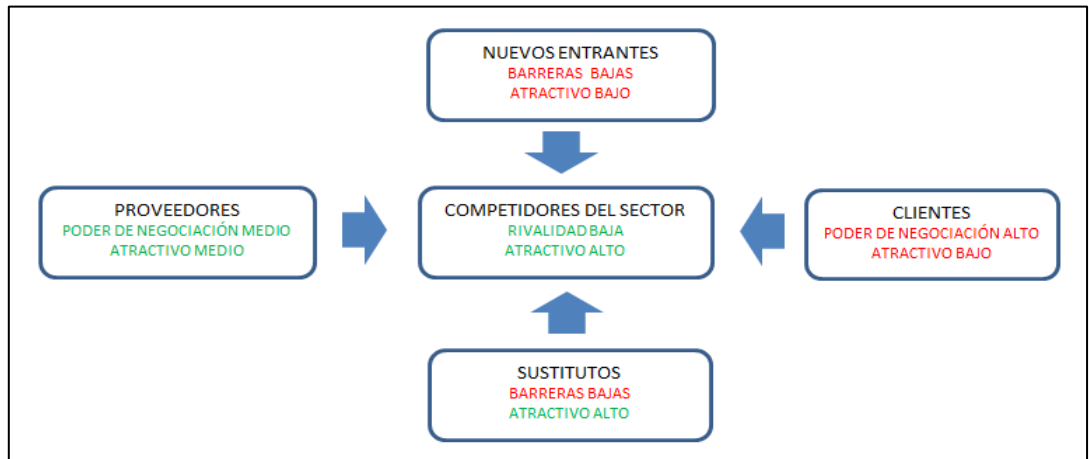 NUEVOS ENTRANTES
BARRERAS BAJAS
ATRACTIVO BAJO
PROVEEDORES
PODER DE NEGOCIACIÓN MEDIO
ATRACTIVO MEDIO
COMPETIDORES DEL SECTOR
RIVALIDAD BAJA
ATRACTIVO ALTO
CLIENTES
PODER DE NEGOCIACIÓN ALTO
ATRACTIVO BAJO
SUSTITUTOS
BARRERAS BAJAS
ATRACTIVO ALTO